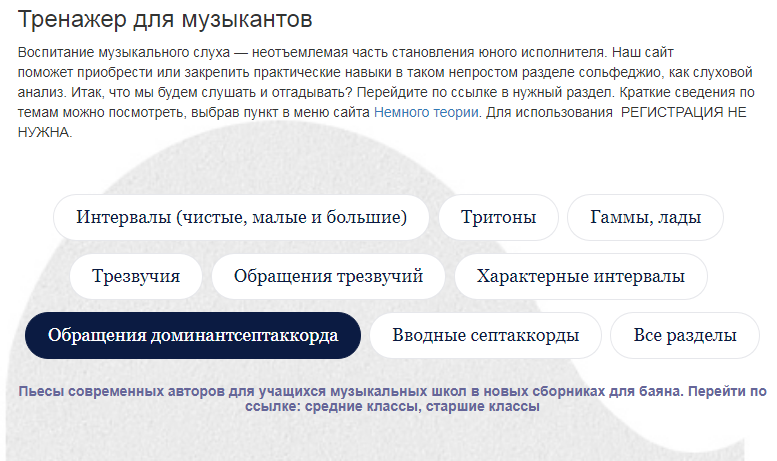 Тренажер для музыкантов
Воспитание музыкального слуха — неотъемлемая часть становления юного исполнителя. Наш сайт
поможет приобрести или закрепить практические навыки в таком непростом разделе сольфеджио, как слуховой
анализ. Итак, что мы будем слушать и отгадывать? Перейдите по ссылке в нужный раздел. Краткие сведения по
темам можно посмотреть, выбрав пункт в меню сайта Немного теории. Для использования РЕГИСТРАЦИЯ НЕ
НУЖНА.
Интервалы (чистые, малые и большие) Тритоны Гаммы, лады
Трезвучия Обращения трезвучий Характерные интервалы
Обращения доминантсептаккорда Вводные септаккорды Все разделы
Пьесы современных авторов для учащихся музыкальных школ в новых сборниках для баяна. Перейти по
ссылке: средние классы, старшие классы